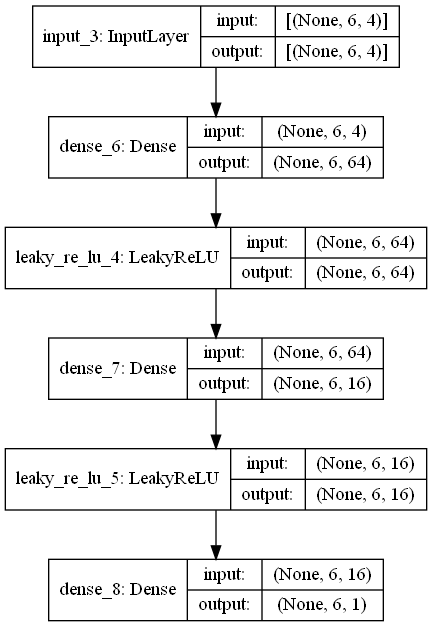 input_3: InputLayer
input: [(None, 6, 4)]
output: [(None, 6, 4)]
dense_6: Dense
input: (None, 6, 4)
output: (None, 6, 64)
leaky_re_lu_4: LeakyReLU
input: (None, 6, 64)
output: (None, 6, 64)
dense_7: Dense
input: (None, 6, 64)
output: (None, 6, 16)
leaky_re_lu_5: LeakyReLU
input: (None, 6, 16)
output: (None, 6, 16)
dense_8: Dense
input: (None, 6, 16)
output: (None, 6, 1)